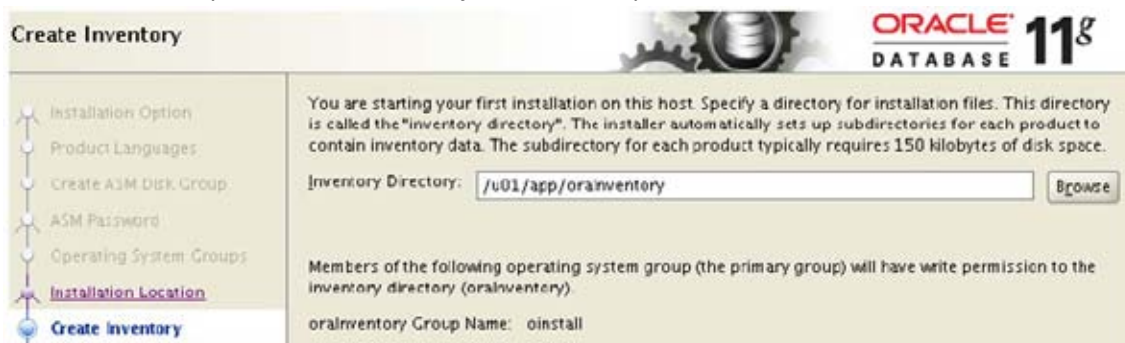 Create Inventory
ORACLE
DATABASE 11g
Installation Option
Product Languages
Create ASM Disk Group
ASM Password
Operating System Groups
Installation Location
Create Inventory
You are starting your first installation on this host. Specify a directory for installation files. This directory
is called the "inventory directory". The installer automatically sets up subdirectories for each product to
contain inventory data. The subdirectory for each product typically requires 150 kilobytes of disk space.
Inventory Directory: /u01/app/oraInventory Browse
Members of the following operating system group (the primary group) will have write permission to the
inventory directory (oraInventory).
oraInventory Group Name: oinstall